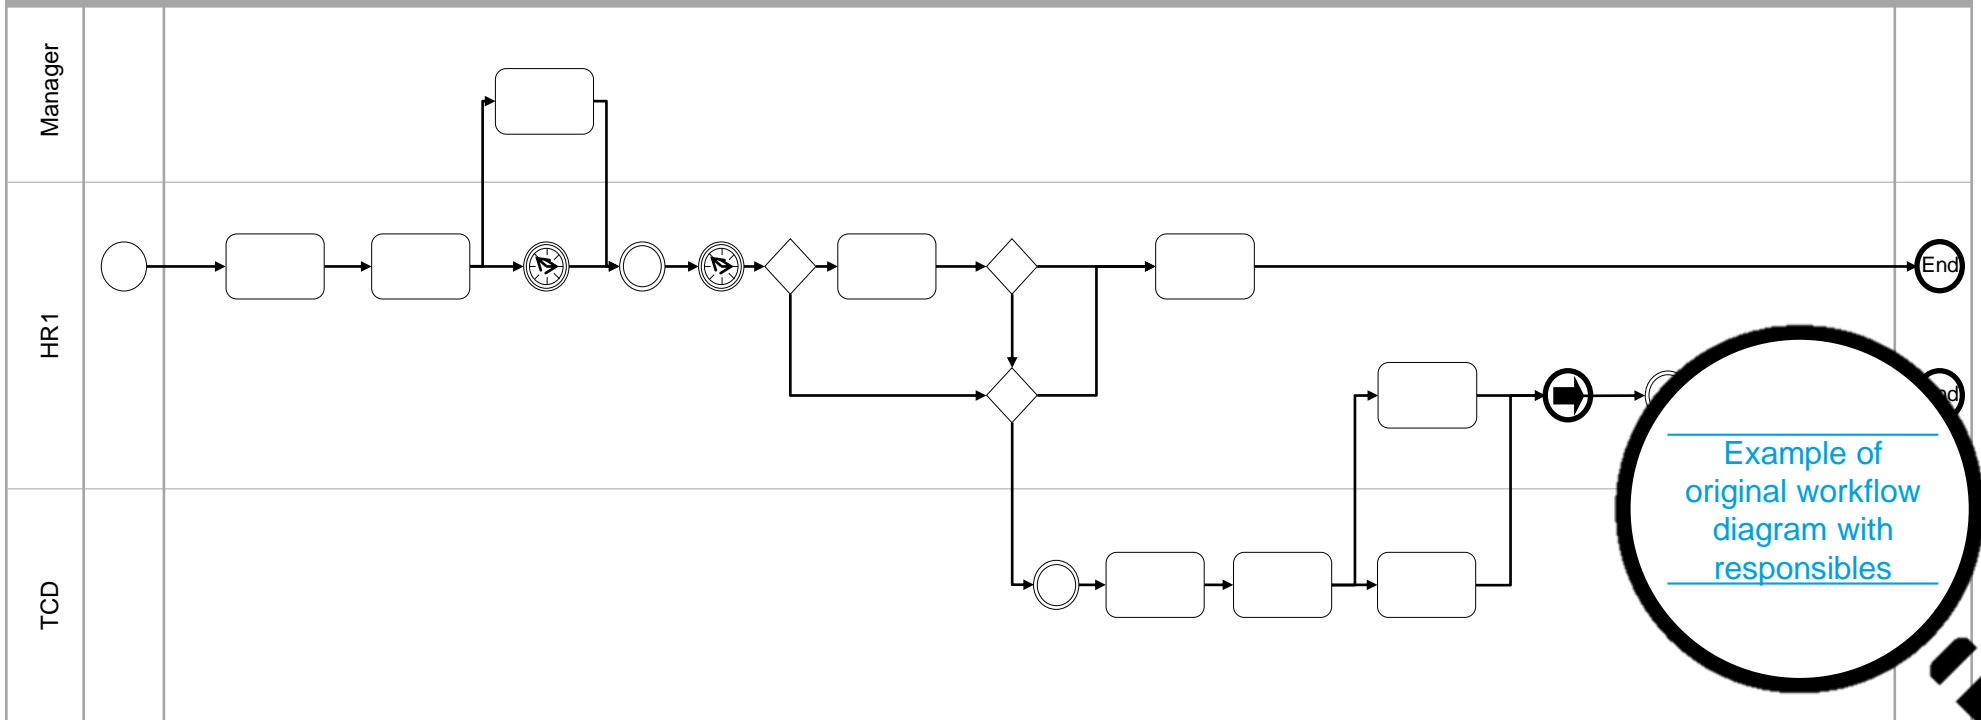 Manager
HR1
TCD
End
Example of
original workflow
diagram with
responsibles